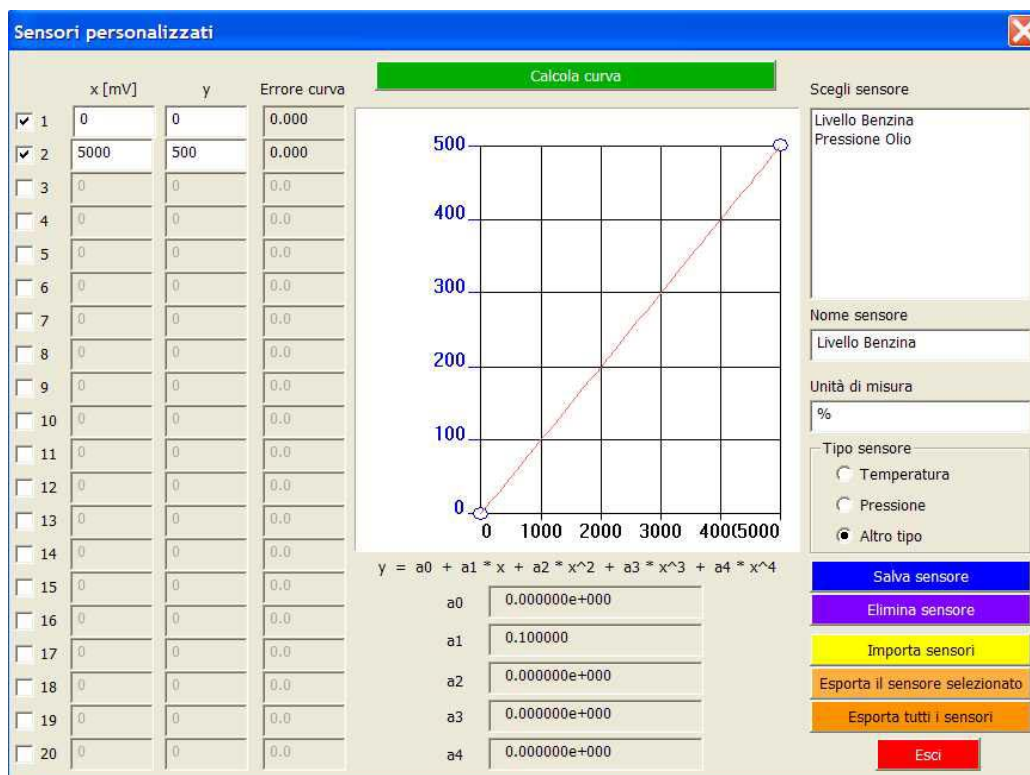 Sensori personalizzati
x [mV] y Errore curva
1 0 0 0.000
2 5000 500 0.000
3 0 0 0.0
4 0 0 0.0
5 0 0 0.0
6 0 0 0.0
7 0 0 0.0
8 0 0 0.0
9 0 0 0.0
10 0 0 0.0
11 0 0 0.0
12 0 0 0.0
13 0 0 0.0
14 0 0 0.0
15 0 0 0.0
16 0 0 0.0
17 0 0 0.0
18 0 0 0.0
19 0 0 0.0
20 0 0 0.0
Calcola curva
500
400
300
200
100
0
0 1000 2000 3000 4000 5000
y = a0 + a1 * x + a2 * x^2 + a3 * x^3 + a4 * x^4
a0 0.000000e+000
a1 0.100000
a2 0.000000e+000
a3 0.000000e+000
a4 0.000000e+000
Scegli sensore
Livello Benzina
Pressione Olio
Nome sensore
Livello Benzina
Unità di misura
%
Tipo sensore
Temperatura
Pressione
Altro tipo
Salva sensore
Elimina sensore
Importa sensori
Esporta il sensore selezionato
Esporta tutti i sensori
Esci